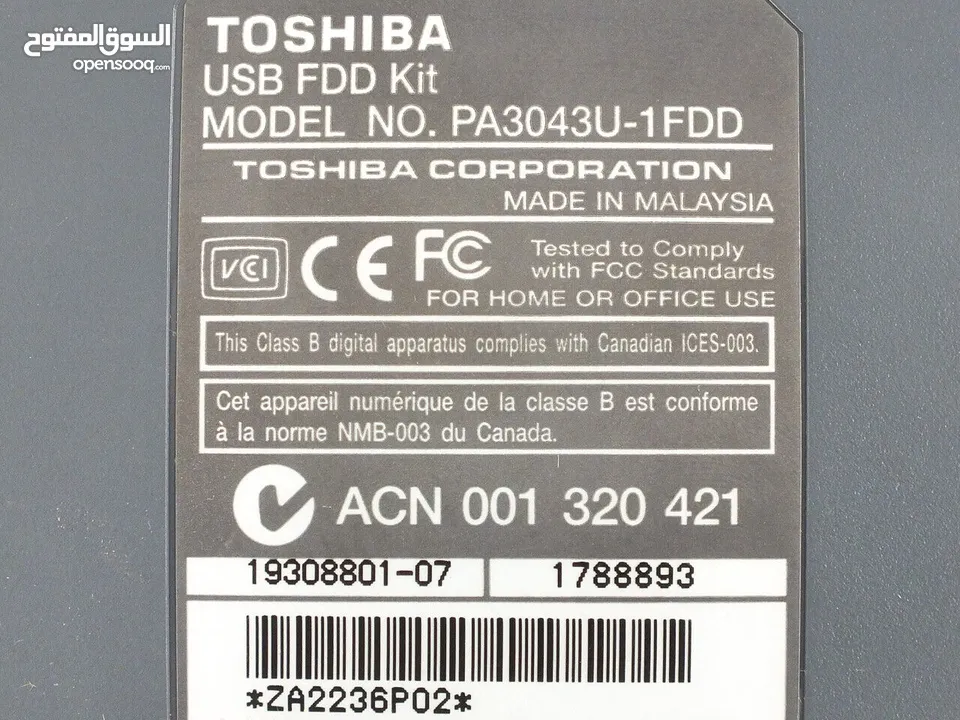 السوق المفتوح
opensooq.com
TOSHIBA
USB FDD Kit
MODEL NO. PA3043U-1FDD
TOSHIBA CORPORATION
MADE IN MALAYSIA
VCI
CE
FC
Tested to Comply
with FCC Standards
FOR HOME OR OFFICE USE
This Class B digital apparatus complies with Canadian ICES-003.
Cet appareil numérique de la classe B est conforme
à la norme NMB-003 du Canada.
ACN 001 320 421
19308801-07 1788893
*ZA2236P02*